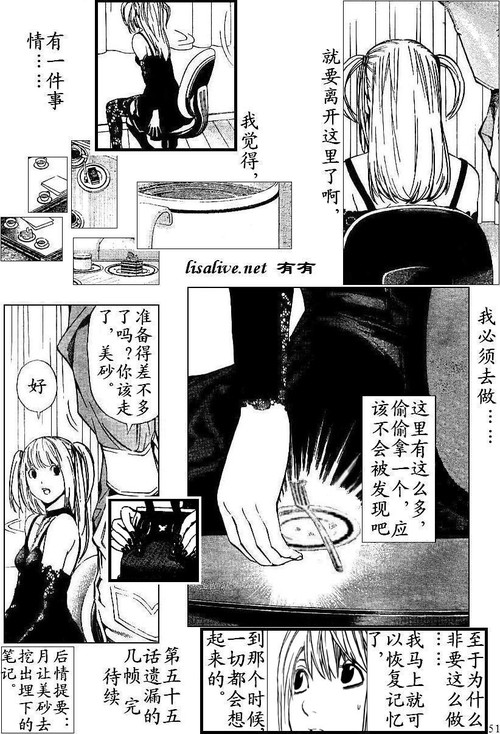 就要离开这里了啊，
我觉得，
有一件事
情……
lisalive.net 有有
我必须去做……
这里有这么多，
偷偷拿一个，应
该不会被发现吧
准备得差不多
了吗？你该走
了，美砂。
好
至于为什么
……非要这么做
我马上就可
以恢复记忆
了，
到那个时候，
一切都会想
起来的。
第五十五
话遗漏的
几帧 完
待续
后情提要：
月让美砂去
挖出埋下的
笔记。
51